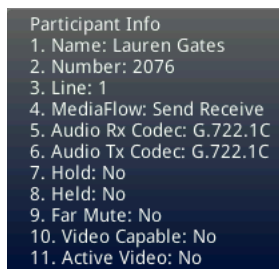 Participant Info
1. Name: Lauren Gates
2. Number: 2076
3. Line: 1
4. MediaFlow: Send Receive
5. Audio Rx Codec: G.722.1C
6. Audio Tx Codec: G.722.1C
7. Hold: No
8. Held: No
9. Far Mute: No
10. Video Capable: No
11. Active Video: No